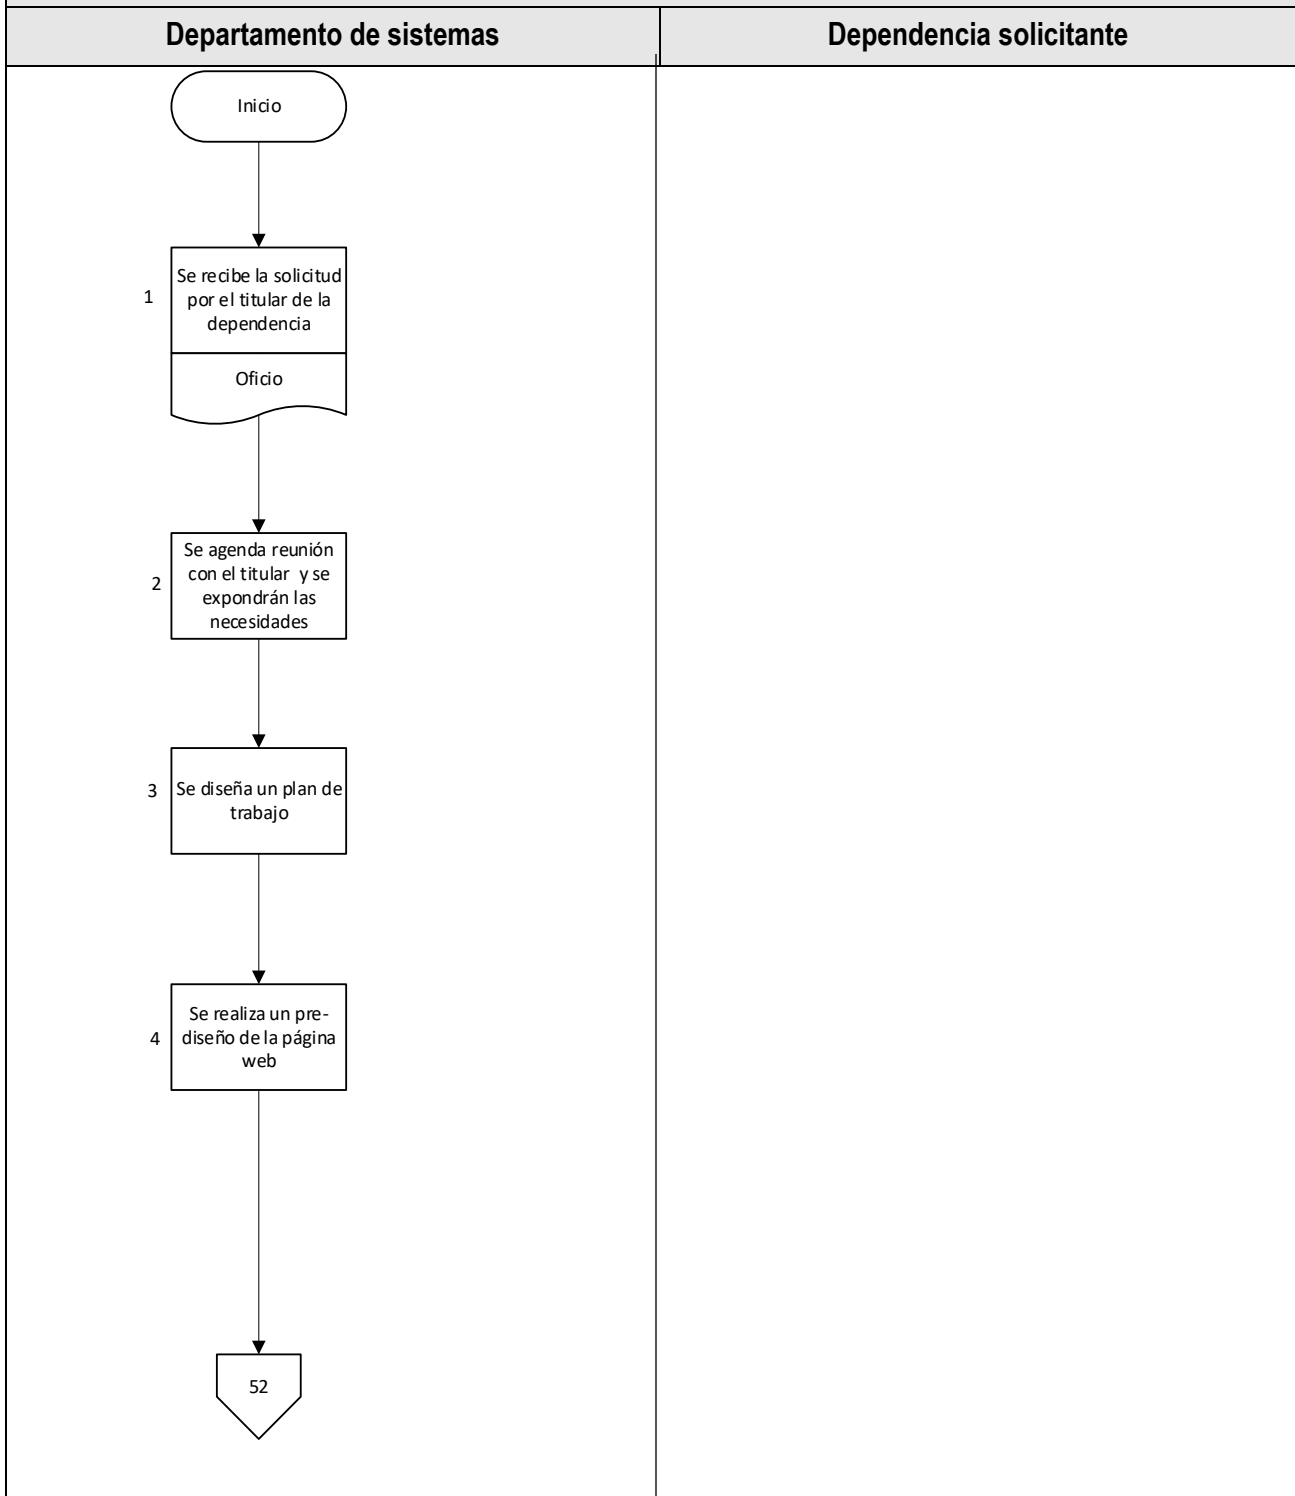 Departamento de sistemas
Dependencia solicitante
Inicio
1
Se recibe la solicitud
por el titular de la
dependencia
Oficio
2
Se agenda reunión
con el titular y se
expondrán las
necesidades
3
Se diseña un plan de
trabajo
4
Se realiza un pre-
diseño de la página
web
52